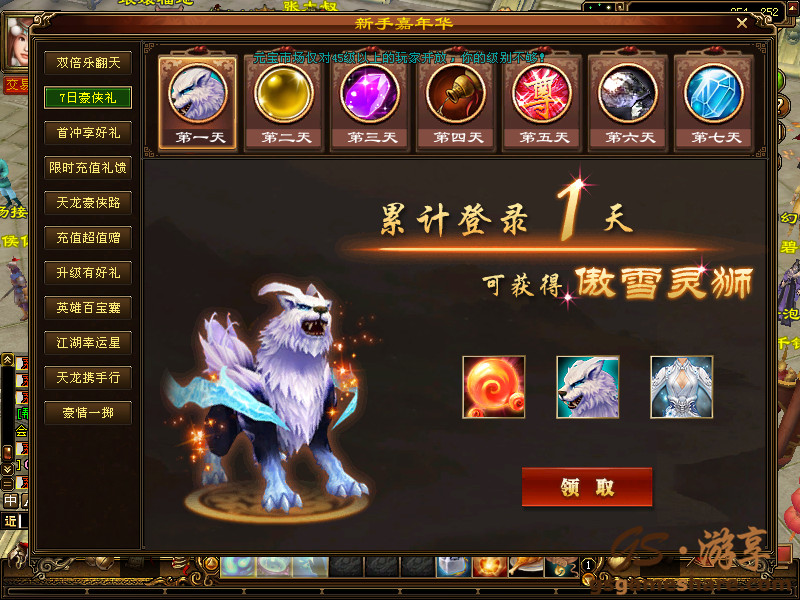 张六叔
新手嘉年华
元宝市场仅对45级以上的玩家开放，你的级别不够！
双倍乐翻天
7日豪侠礼
首冲享好礼
限时充值礼馈
天龙豪侠路
充值超值赠
升级有好礼
英雄百宝囊
江湖幸运星
天龙携手行
豪情一掷
第一天
第二天
第三天
第四天
第五天
第六天
第七天
累计登录1天
可获得傲雪灵狮
领取
交易
近
GS·游享